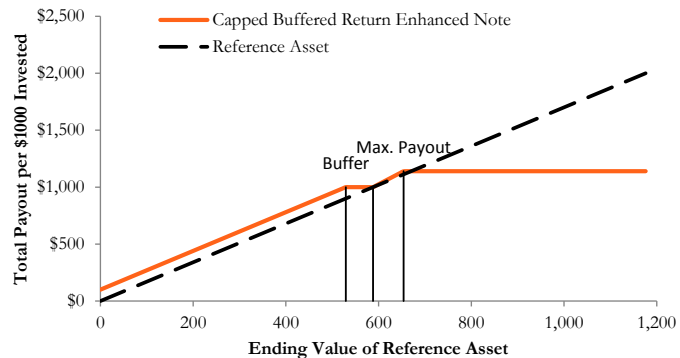 Capped Buffered Return Enhanced Note
Reference Asset
Total Payout per $1000 Invested
$2,500
$2,000
$1,500
$1,000
$500
$0
Max. Payout
Buffer
0 200 400 600 800 1,000 1,200
Ending Value of Reference Asset